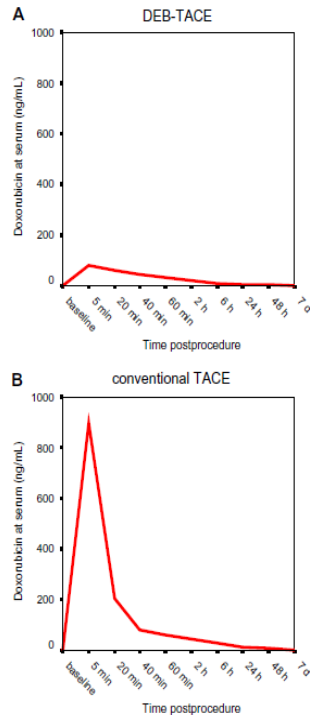 A
DEB-TACE
Doxorubicin at serum (ng/mL)
1000
800
600
400
200
0
baseline
5 min
20 min
40 min
60 min
2 h
6 h
24 h
48 h
7 d
Time postprocedure
B
conventional TACE
Doxorubicin at serum (ng/mL)
1000
800
600
400
200
0
baseline
5 min
20 min
40 min
60 min
2 h
6 h
24 h
48 h
7 d
Time postprocedure